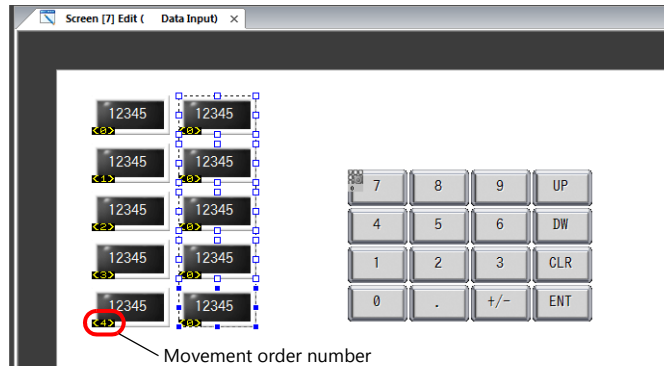 Screen [7] Edit ( Data Input) ×
12345 12345
<0> <0>
12345 12345
<1> <0>
12345 12345
<2> <0>
12345 12345
<3> <0>
12345 12345
<4> <0>
7 8 9 UP
4 5 6 DW
1 2 3 CLR
0 . +/- ENT
Movement order number